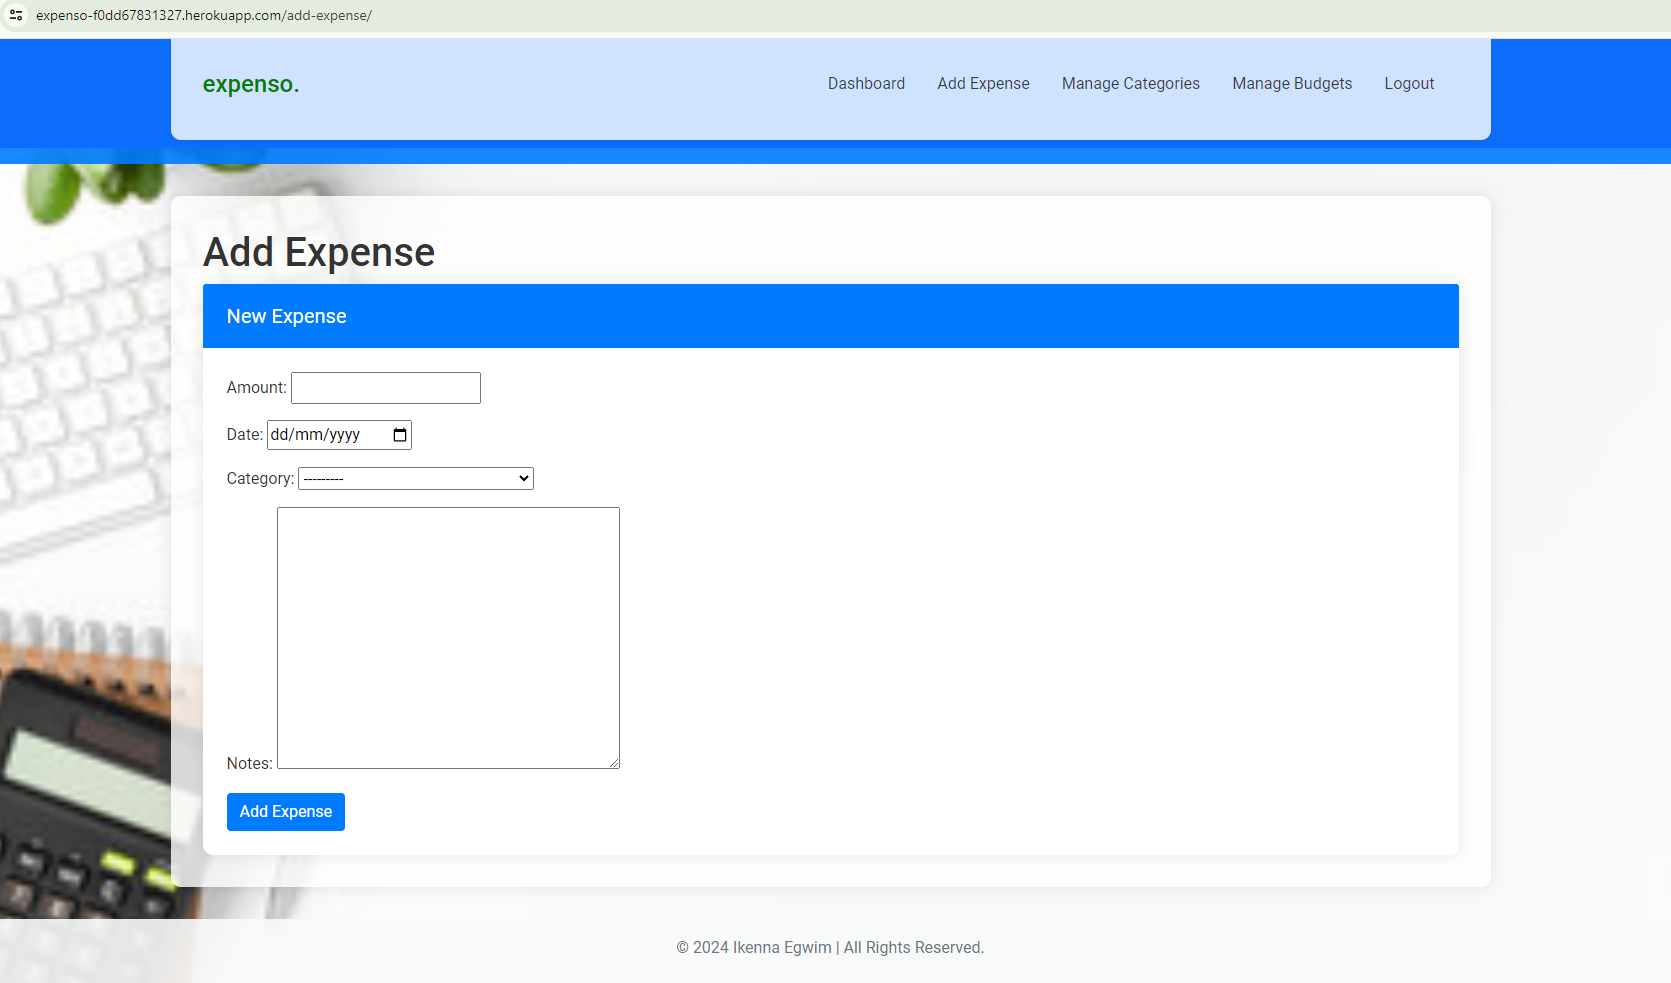 expenso-f0dd67831327.herokuapp.com/add-expense/
expenso.
Dashboard Add Expense Manage Categories Manage Budgets Logout
Add Expense
New Expense
Amount:
Date: dd/mm/yyyy
Category: ---------
Notes:
Add Expense
© 2024 Ikenna Egwim | All Rights Reserved.